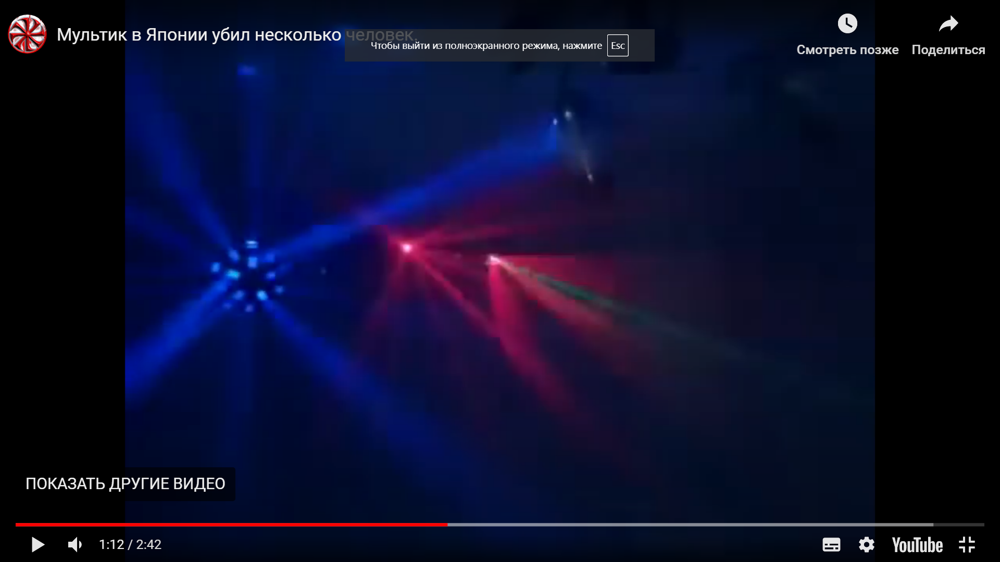 Мультик в Японии убил несколько человек.
Чтобы выйти из полноэкранного режима, нажмите Esc
Смотреть позже
Поделиться
ПОКАЗАТЬ ДРУГИЕ ВИДЕО
1:12 / 2:42
YouTube